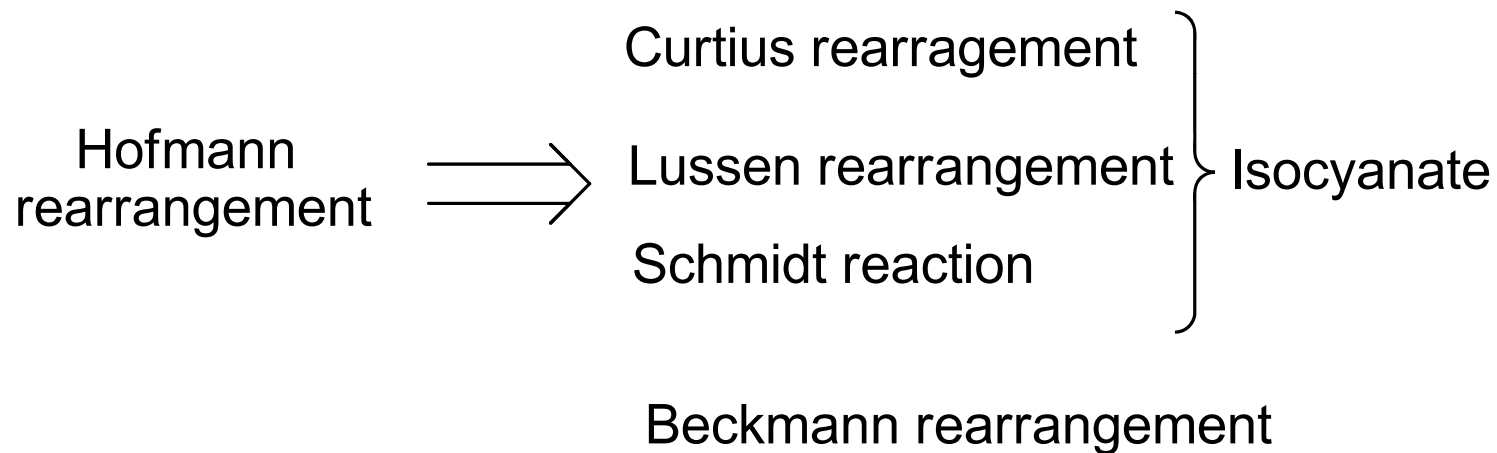 Hofmann
rearrangement
Curtius rearragement
Lussen rearrangement
Schmidt reaction
Isocyanate
Beckmann rearrangement